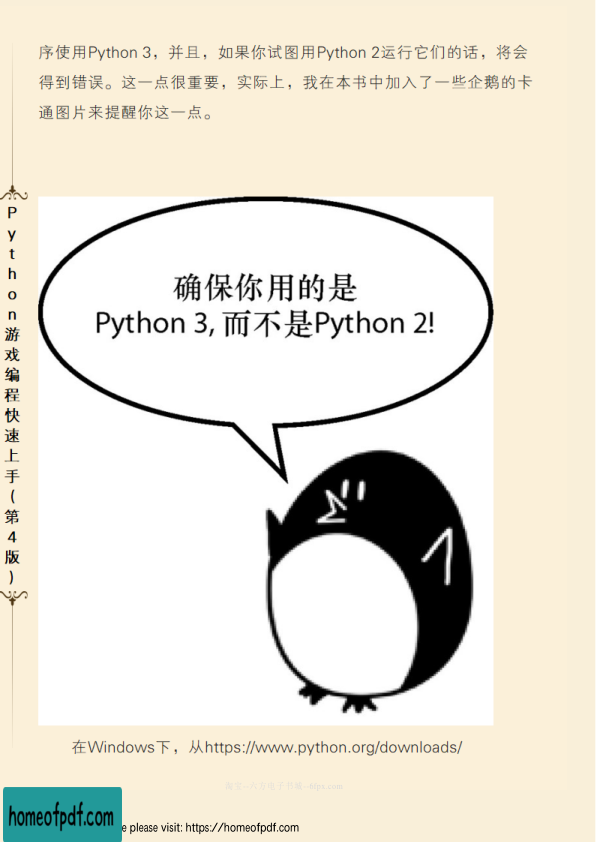 序使用Python 3，并且，如果你试图用Python 2运行它们的话，将会
得到错误。这一点很重要，实际上，我在本书中加入了一些企鹅的卡
通图片来提醒你这一点。
Python游戏编程快速上手(第4版)
确保你用的是
Python 3, 而不是Python 2!
在Windows下，从https://www.python.org/downloads/
homeofpdf.com
e please visit: https://homeofpdf.com